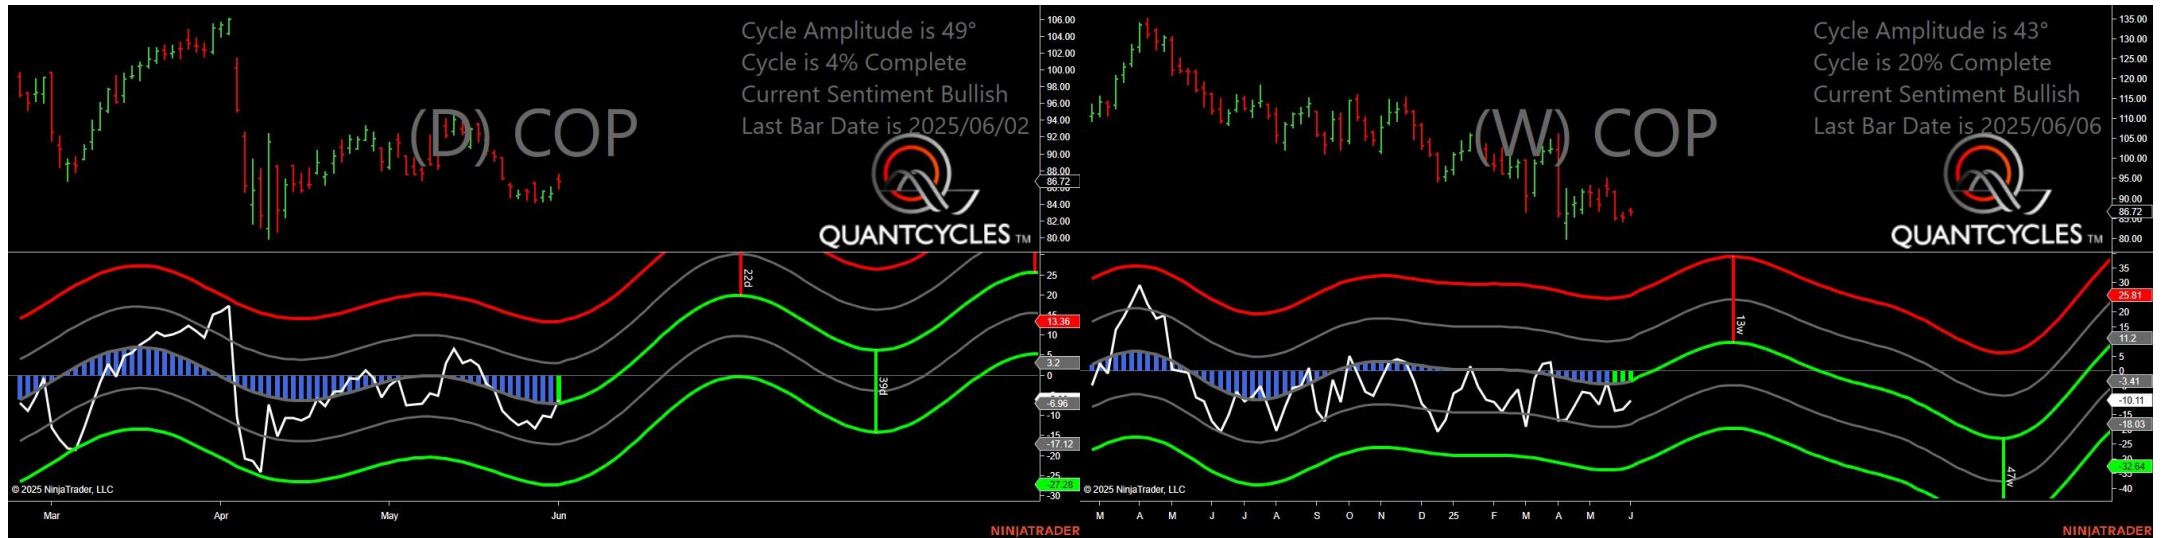 Cycle Amplitude is 49°
Cycle is 4% Complete
Current Sentiment Bullish
Last Bar Date is 2025/06/02
(D) COP
QUANTCYCLES TM
106.00
104.00
102.00
100.00
98.00
96.00
94.00
92.00
90.00
88.00
86.72
84.00
82.00
80.00
22d
39d
25
20
13.36
10
5
3.2
0
-6.96
-10
-15
-17.12
-20
-25
-27.28
-30
© 2025 NinjaTrader, LLC
Mar
Apr
May
Jun
NINJATRADER
Cycle Amplitude is 43°
Cycle is 20% Complete
Current Sentiment Bullish
Last Bar Date is 2025/06/06
(W) COP
QUANTCYCLES TM
135.00
130.00
125.00
120.00
115.00
110.00
105.00
100.00
95.00
90.00
86.72
80.00
13w
47w
35
30
25.81
20
15
11.2
5
0
-3.41
-10.11
-15
-18.03
-25
-32.64
-40
© 2025 NinjaTrader, LLC
M A M J J A S O N D 25 F M A M J
NINJATRADER